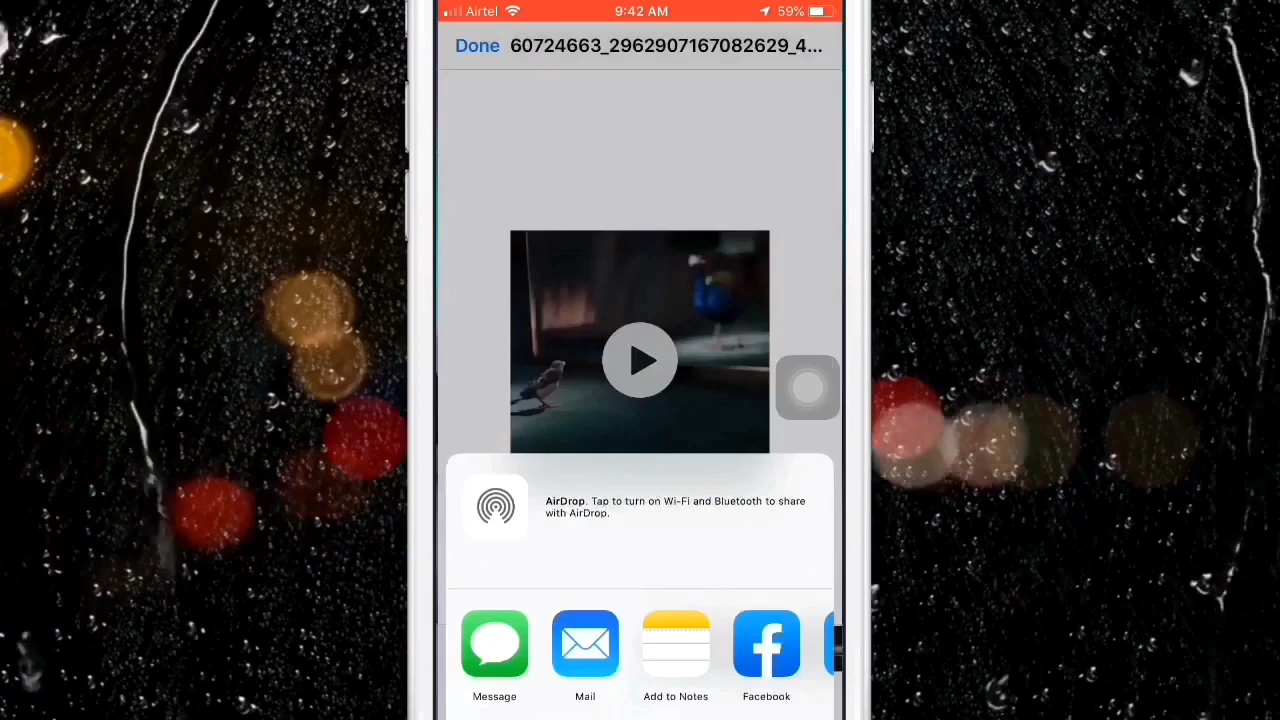 Airtel 9:42 AM 59%
Done 60724663_2962907167082629_4...
AirDrop. Tap to turn on Wi-Fi and Bluetooth to share
with AirDrop.
Message Mail Add to Notes Facebook